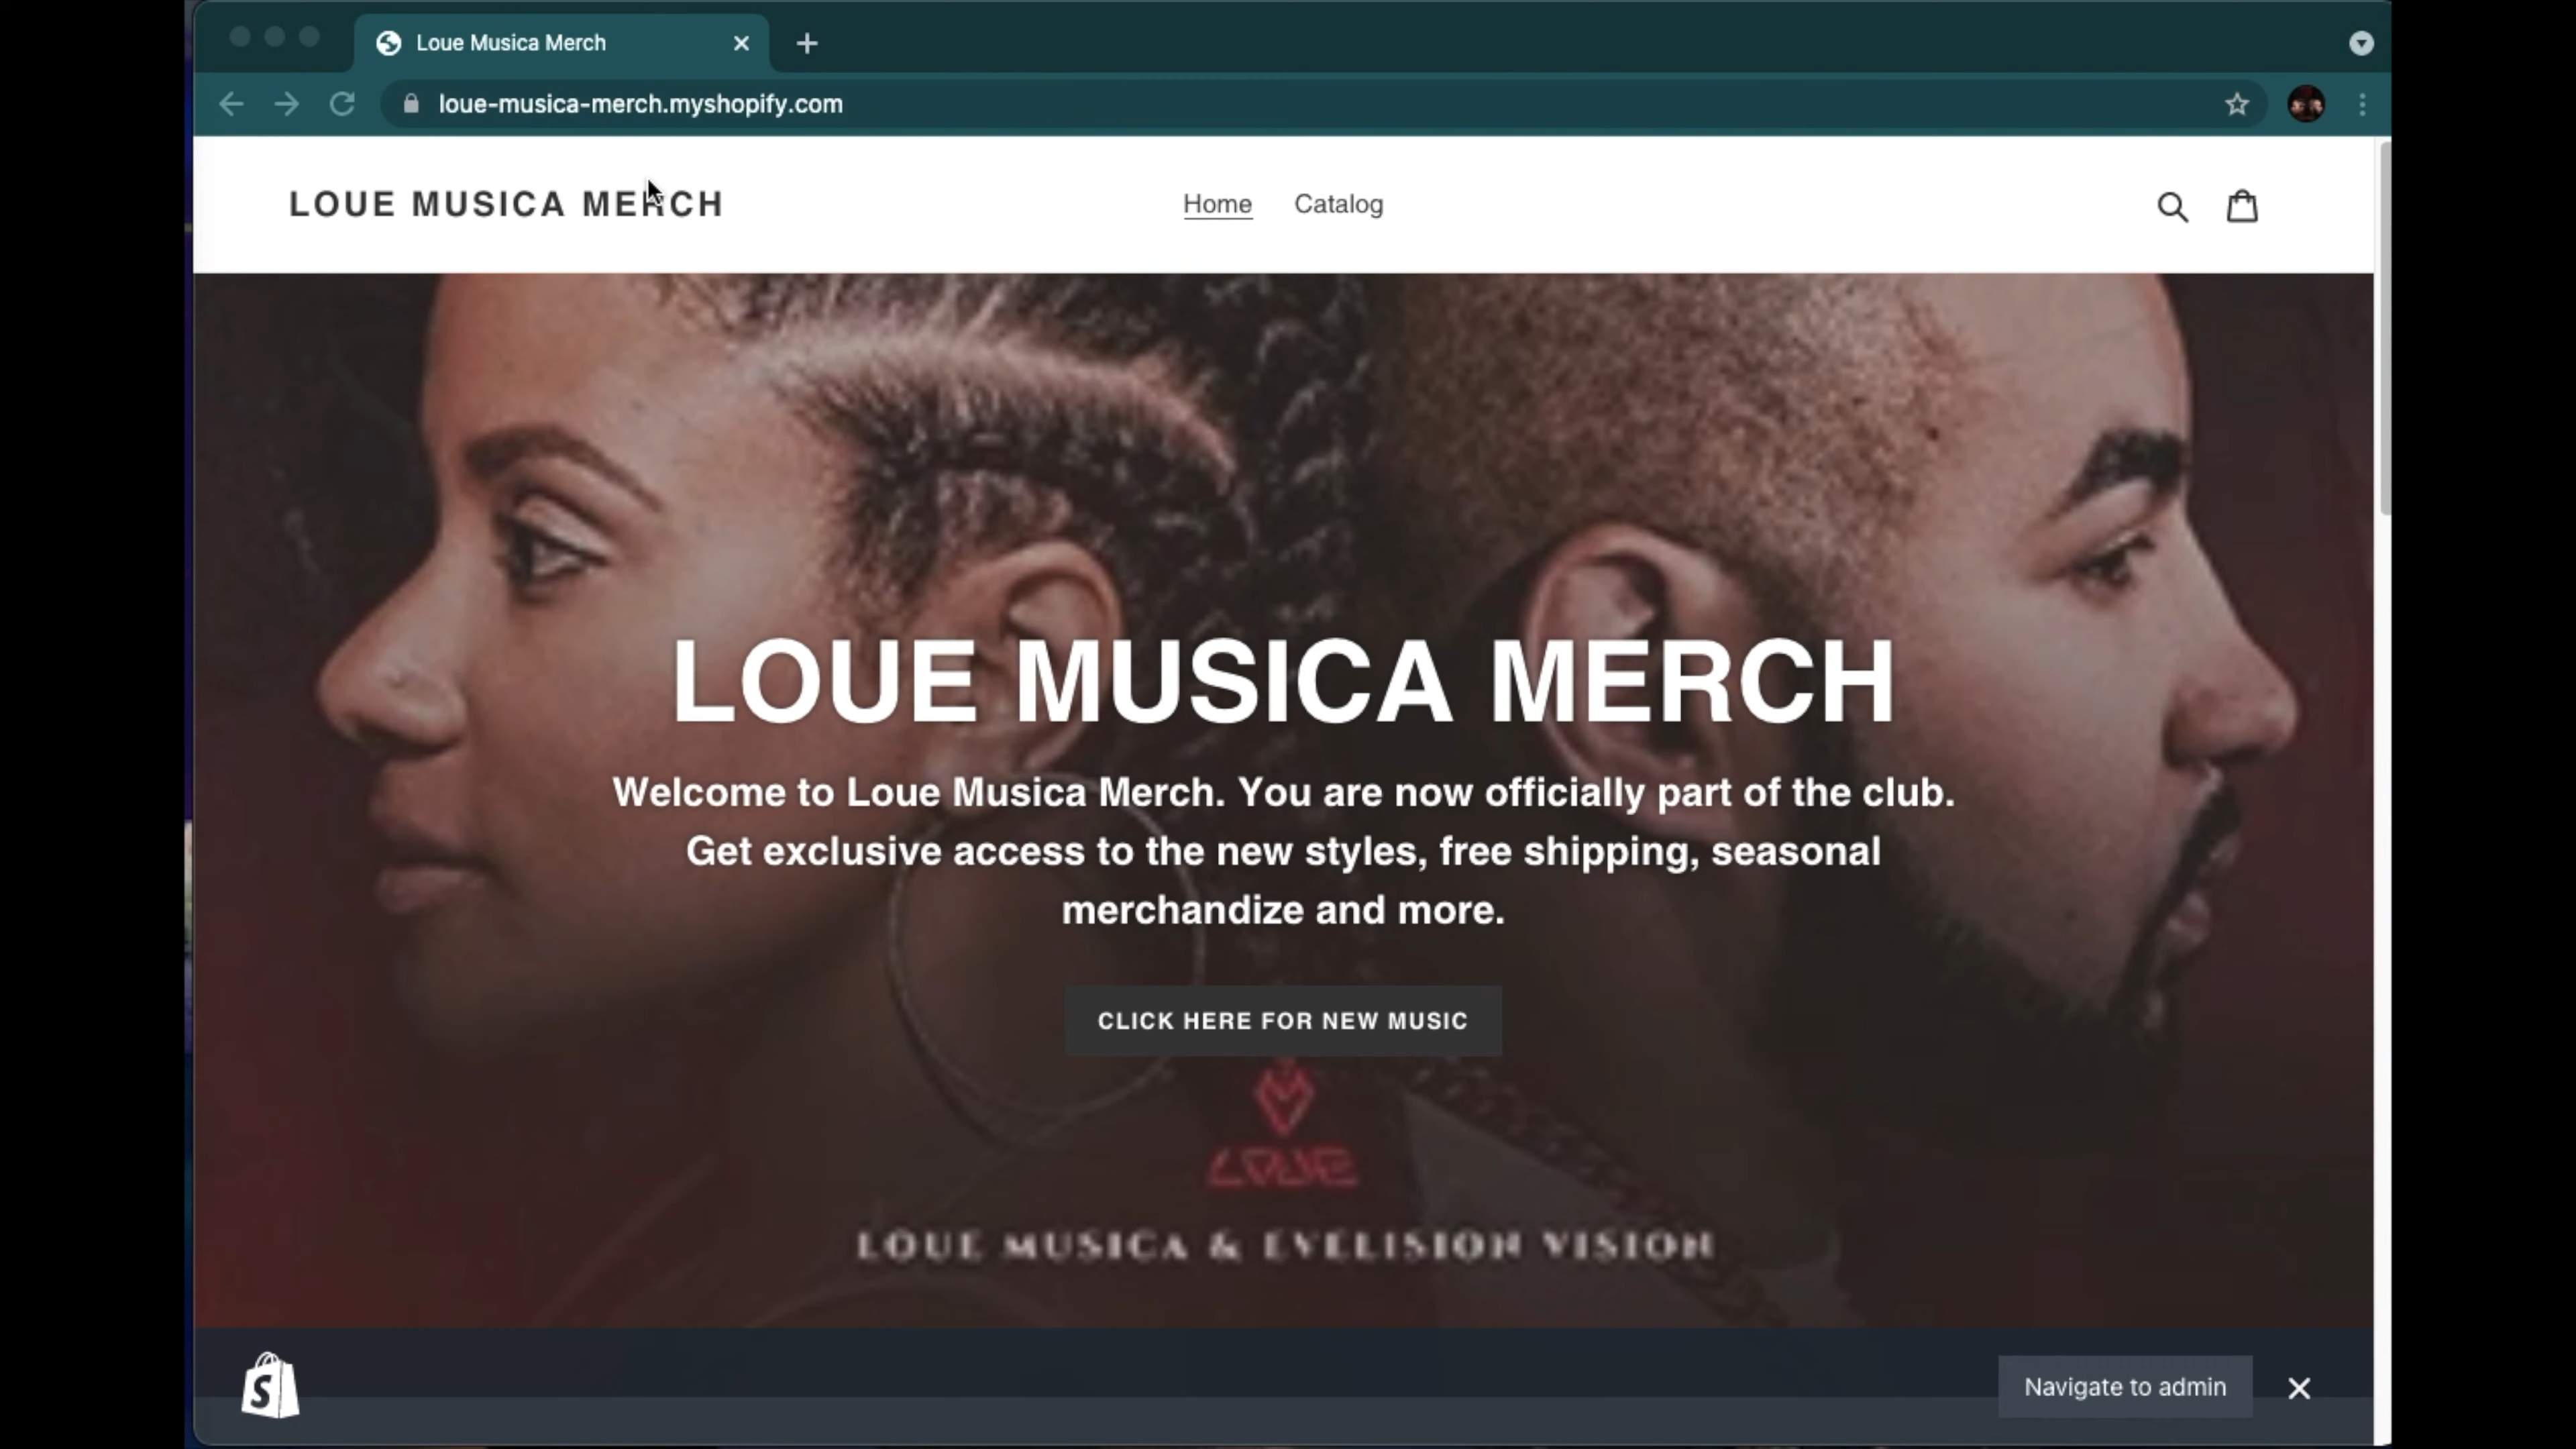 Loue Musica Merch
loue-musica-merch.myshopify.com
LOUE MUSICA MERCH
Home Catalog
LOUE MUSICA MERCH
Welcome to Loue Musica Merch. You are now officially part of the club.
Get exclusive access to the new styles, free shipping, seasonal
merchandize and more.
CLICK HERE FOR NEW MUSIC
LOUE
LOUE MUSICA & EVELISION VISION
Navigate to admin